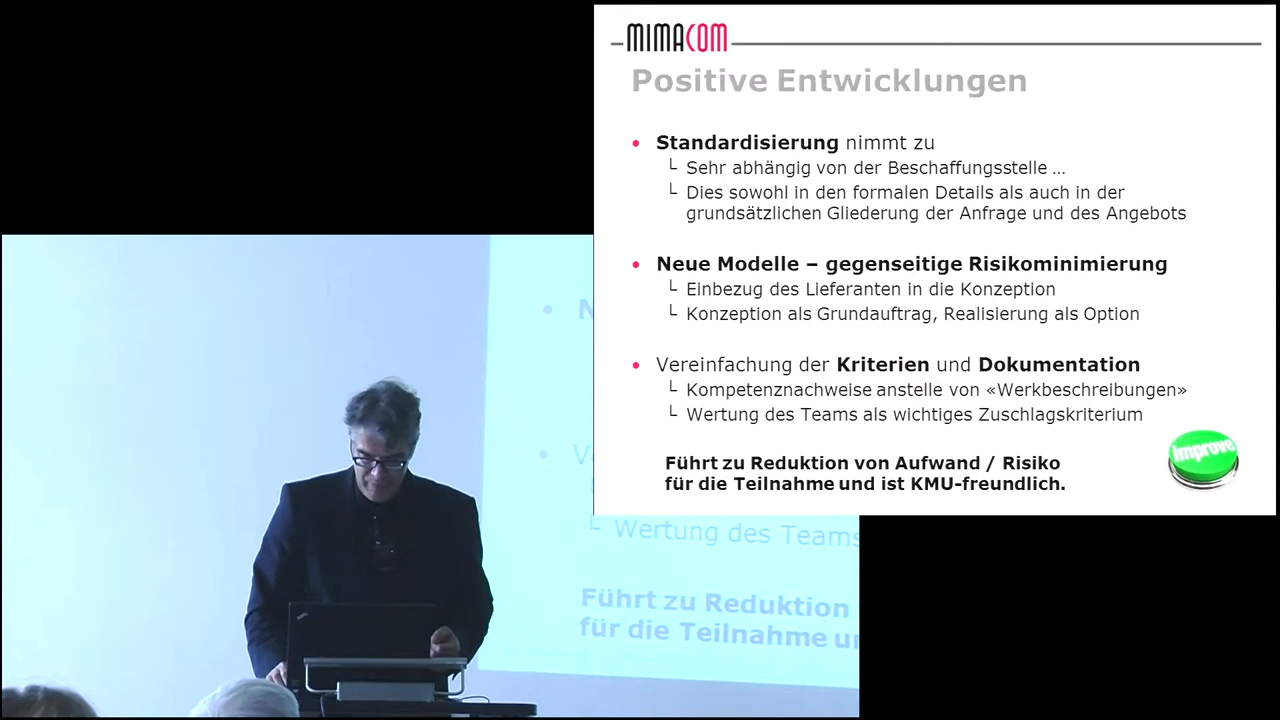 MIMACOM
Positive Entwicklungen
• Standardisierung nimmt zu
└ Sehr abhängig von der Beschaffungsstelle ...
└ Dies sowohl in den formalen Details als auch in der
grundsätzlichen Gliederung der Anfrage und des Angebots
• Neue Modelle – gegenseitige Risikominimierung
└ Einbezug des Lieferanten in die Konzeption
└ Konzeption als Grundauftrag, Realisierung als Option
• Vereinfachung der Kriterien und Dokumentation
└ Kompetenznachweise anstelle von «Werkbeschreibungen»
└ Wertung des Teams als wichtiges Zuschlagskriterium
improve
Führt zu Reduktion von Aufwand / Risiko
für die Teilnahme und ist KMU-freundlich.
• N
• V
└ Wertung des Teams
Führt zu Reduktion
für die Teilnahme u